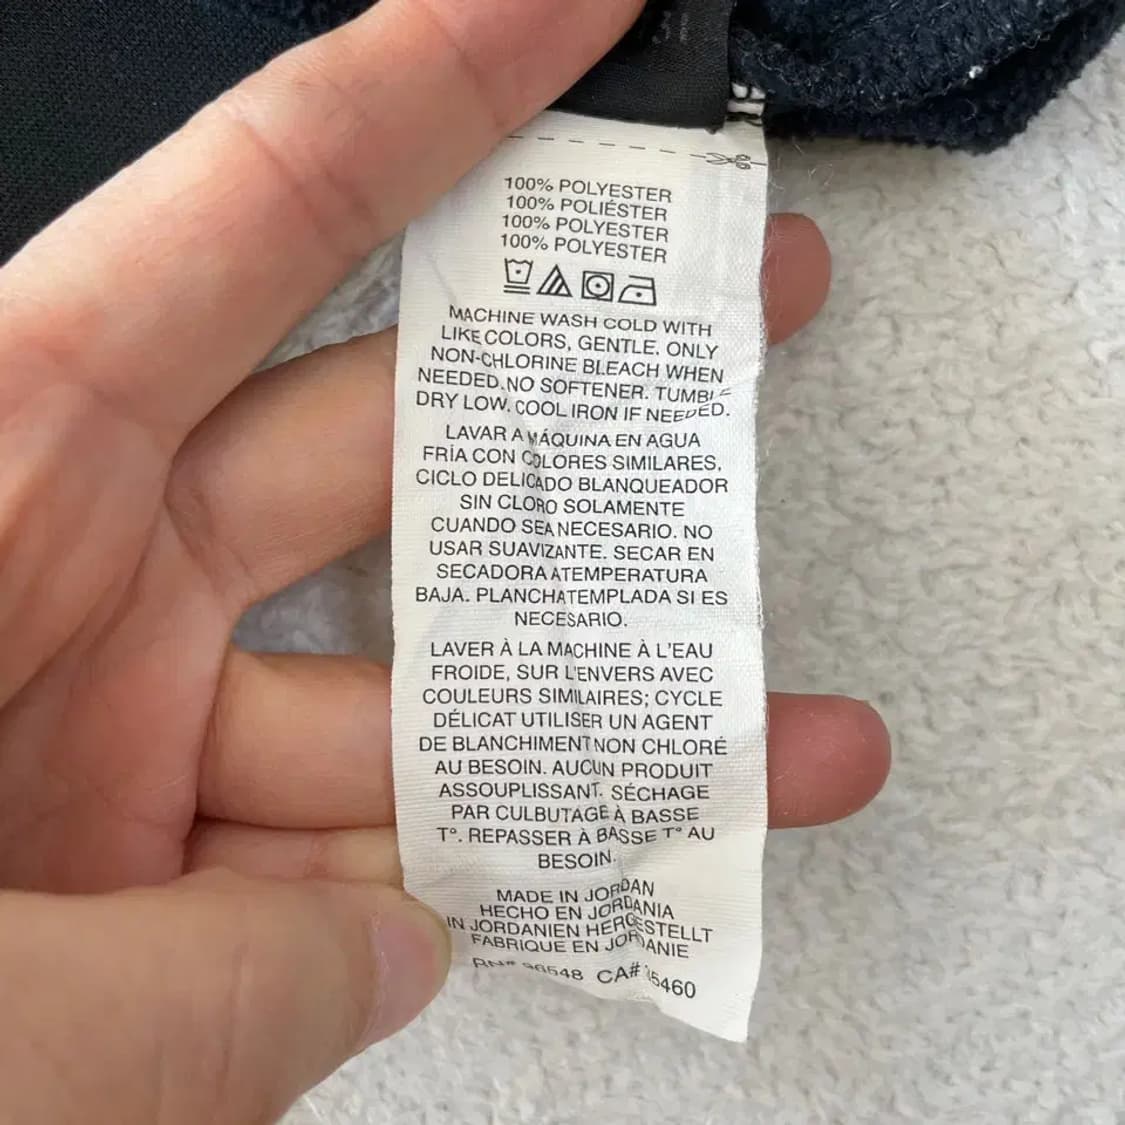 100% POLYESTER
100% POLIÉSTER
100% POLYESTER
100% POLYESTER
MACHINE WASH COLD WITH
LIKE COLORS, GENTLE. ONLY
NON-CHLORINE BLEACH WHEN
NEEDED. NO SOFTENER. TUMBLE
DRY LOW. COOL IRON IF NEEDED.
LAVAR A MÁQUINA EN AGUA
FRÍA CON COLORES SIMILARES,
CICLO DELICADO BLANQUEADOR
SIN CLORO SOLAMENTE
CUANDO SEA NECESARIO. NO
USAR SUAVIZANTE. SECAR EN
SECADORA A TEMPERATURA
BAJA. PLANCHA TEMPLADA SI ES
NECESARIO.
LAVER À LA MACHINE À L'EAU
FROIDE, SUR L'ENVERS AVEC
COULEURS SIMILAIRES; CYCLE
DÉLICAT UTILISER UN AGENT
DE BLANCHIMENT NON CHLORÉ
AU BESOIN. AUCUN PRODUIT
ASSOUPLISSANT. SÉCHAGE
PAR CULBUTAGE À BASSE
T°. REPASSER À BASSE T° AU
BESOIN.
MADE IN JORDAN
HECHO EN JORDANIA
IN JORDANIEN HERGESTELLT
FABRIQUE EN JORDANIE
RN# CA#